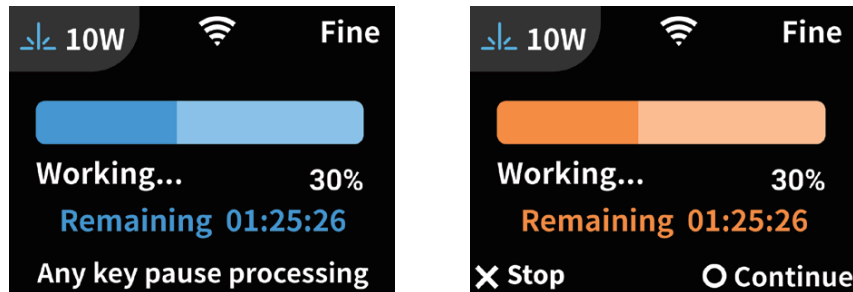 10W Fine
Working... 30%
Remaining 01:25:26
Any key pause processing
10W Fine
Working... 30%
Remaining 01:25:26
X Stop O Continue